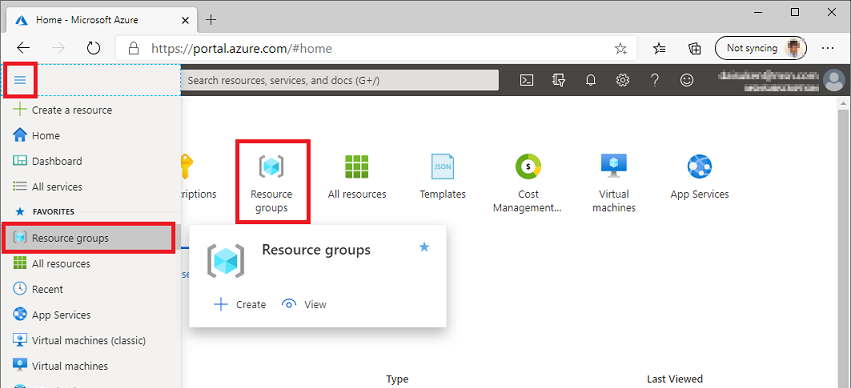 Home - Microsoft Azure
https://portal.azure.com/#home
Not syncing
Search resources, services, and docs (G+/)
Create a resource
Home
Dashboard
All services
FAVORITES
Resource groups
All resources
Recent
App Services
Virtual machines (classic)
Virtual machines
Resource
groups
All resources
Templates
JSON
Cost
Management...
Virtual
machines
App Services
Resource groups
Create
View
Type
Last Viewed